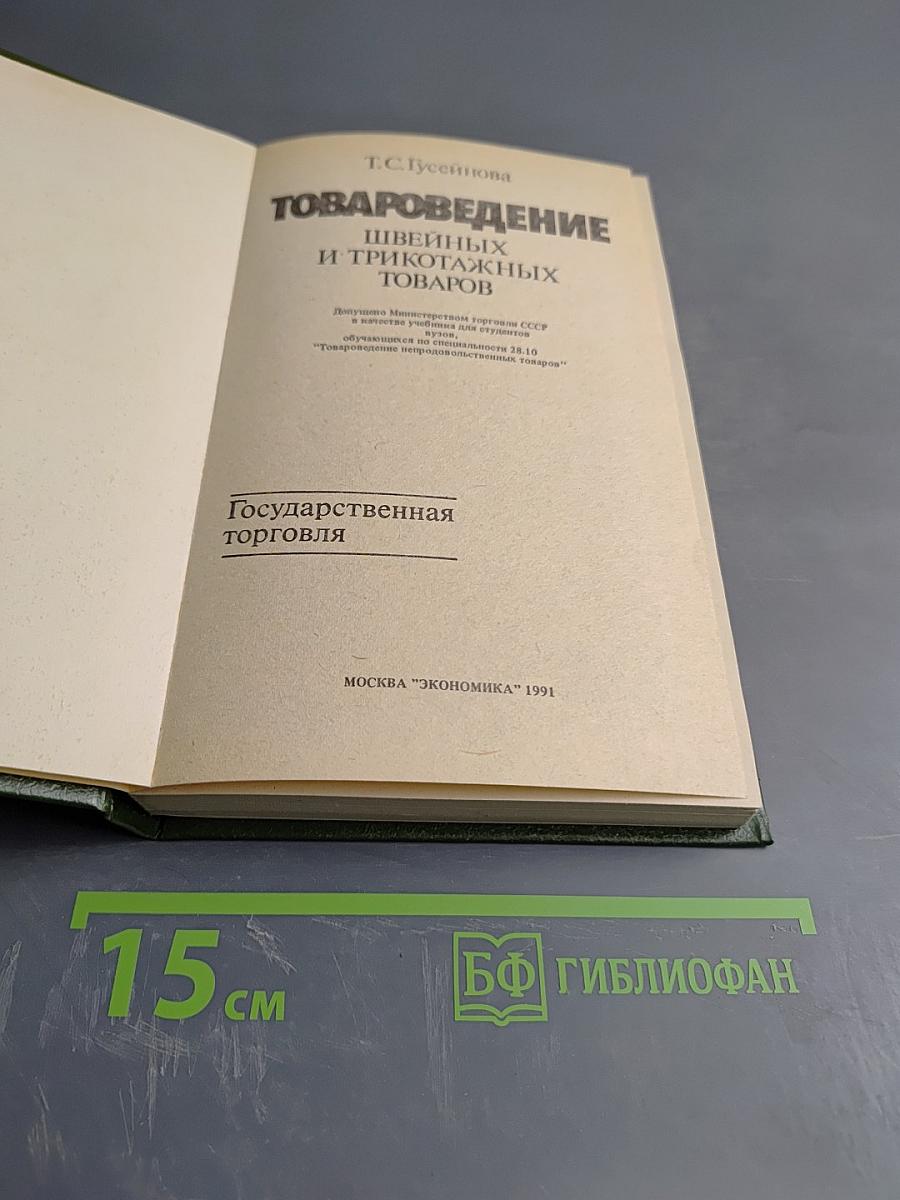 Т. С. Гусейнова
ТОВАРОВЕДЕНИЕ
ШВЕЙНЫХ
И ТРИКОТАЖНЫХ
ТОВАРОВ
Допущено Министерством торговли СССР
в качестве учебника для студентов
вузов,
обучающихся по специальности 28.10
"Товароведение непродовольственных товаров"
Государственная
торговля
МОСКВА "ЭКОНОМИКА" 1991
15 см
БФ ГИБЛИОФАН